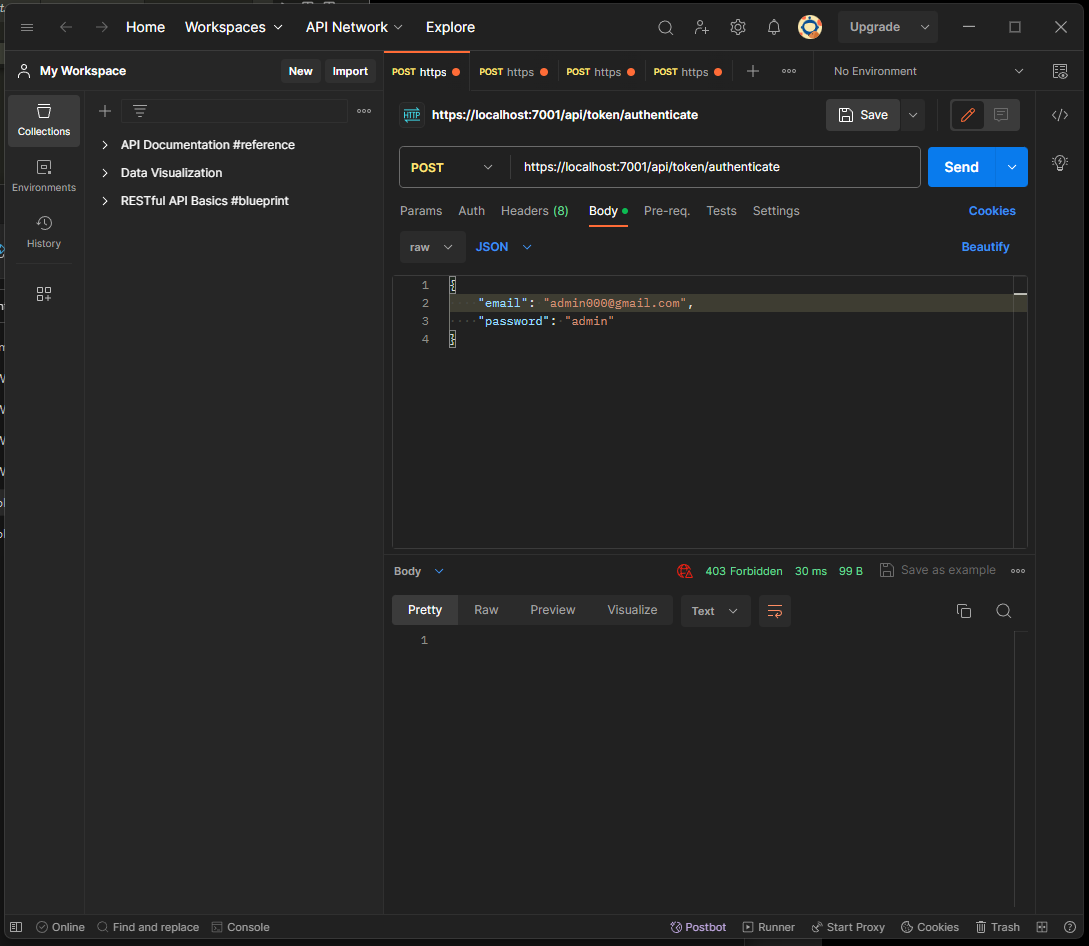 Home Workspaces API Network Explore Upgrade
My Workspace New Import POST https POST https POST https POST https No Environment
Collections
Environments
History
API Documentation #reference
Data Visualization
RESTful API Basics #blueprint
HTTP https://localhost:7001/api/token/authenticate Save
POST https://localhost:7001/api/token/authenticate Send
Params Auth Headers (8) Body Pre-req. Tests Settings Cookies
raw JSON Beautify
1 {
2 "email": "admin000@gmail.com",
3 "password": "admin"
4 }
Body 403 Forbidden 30 ms 99 B Save as example
Pretty Raw Preview Visualize Text
1
Online Find and replace Console Postbot Runner Start Proxy Cookies Trash